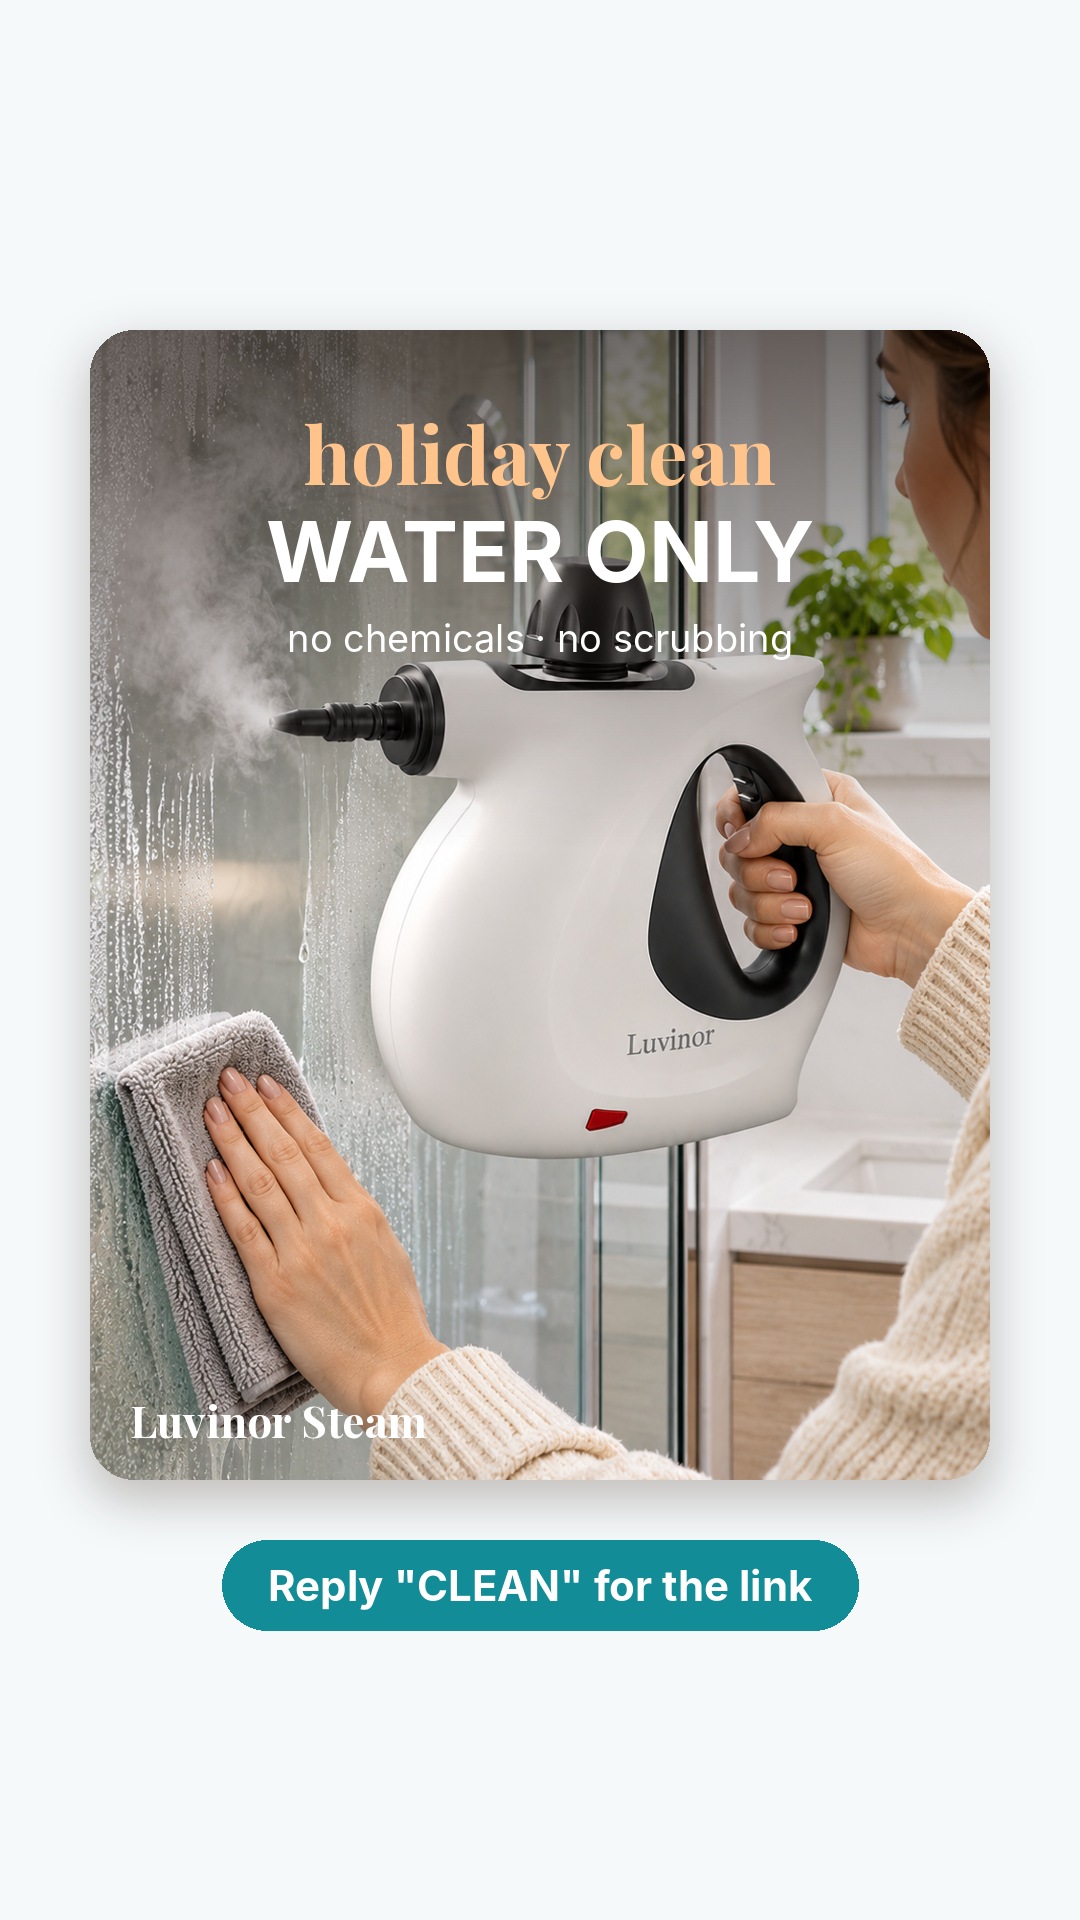 holiday clean
WATER ONLY
no chemicals · no scrubbing
Luvinor
Luvinor Steam
Reply "CLEAN" for the link